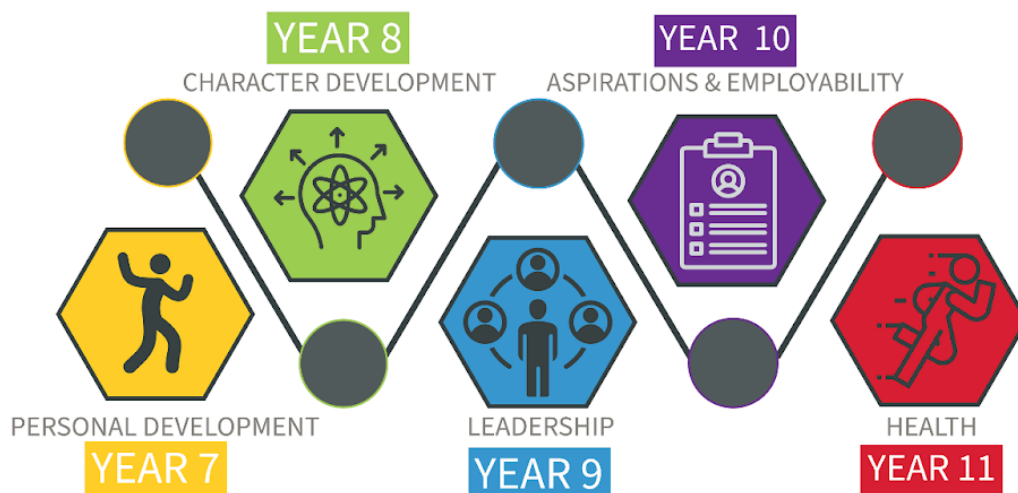 YEAR 8
CHARACTER DEVELOPMENT
YEAR 10
ASPIRATIONS & EMPLOYABILITY
PERSONAL DEVELOPMENT
YEAR 7
LEADERSHIP
YEAR 9
HEALTH
YEAR 11